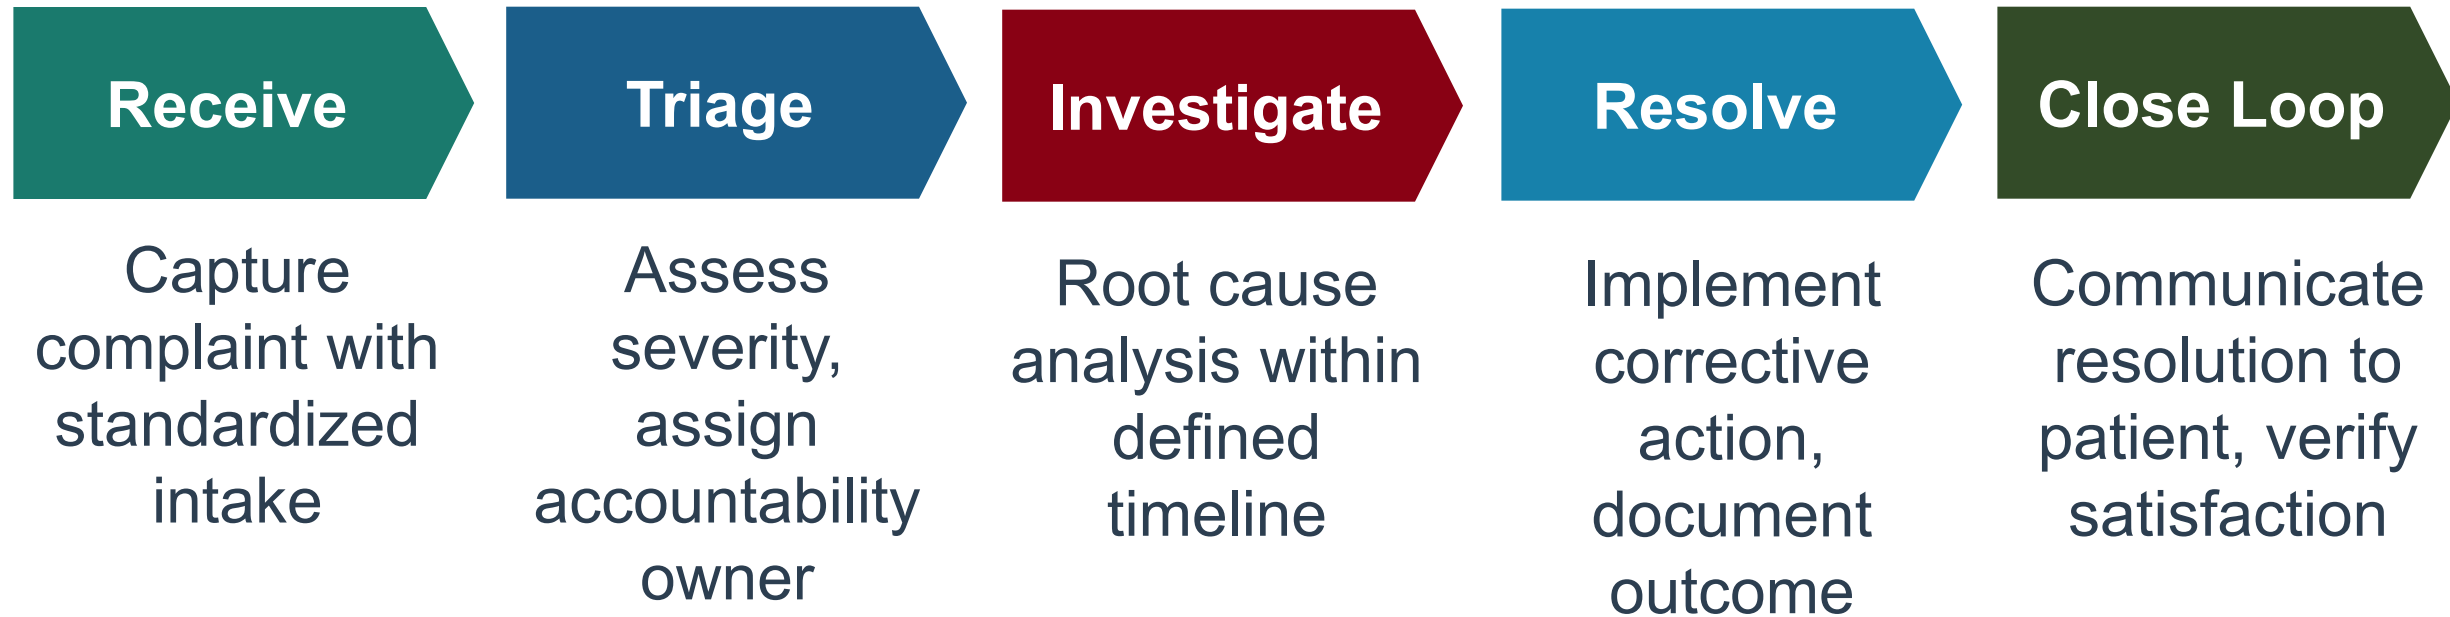 Receive
Capture
complaint with
standardized
intake
Triage
Assess
severity,
assign
accountability
owner
Investigate
Root cause
analysis within
defined
timeline
Resolve
Implement
corrective
action,
document
outcome
Close Loop
Communicate
resolution to
patient, verify
satisfaction